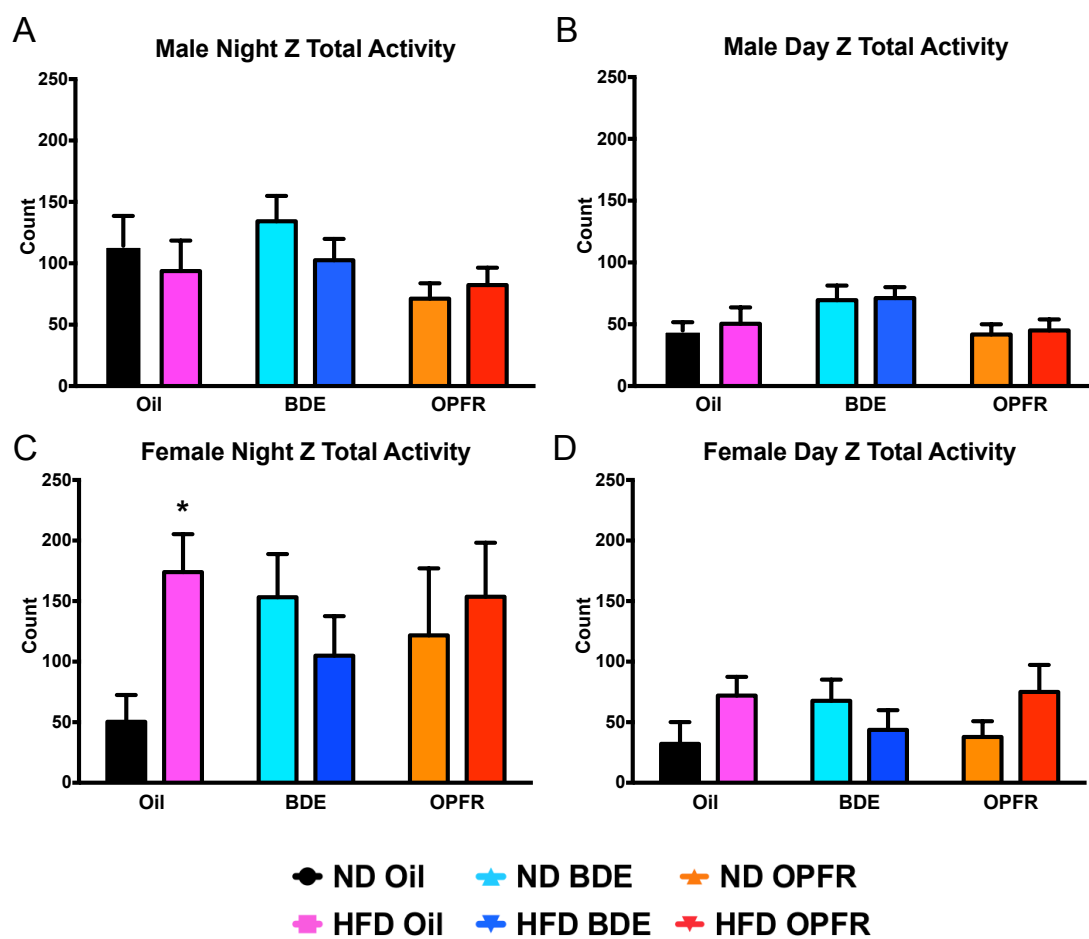 A
Male Night Z Total Activity
250
200
150
100
50
0
Count
Oil BDE OPFR
B
Male Day Z Total Activity
250
200
150
100
50
0
Count
Oil BDE OPFR
C
Female Night Z Total Activity
250
200
150
100
50
0
Count
*
Oil BDE OPFR
D
Female Day Z Total Activity
250
200
150
100
50
0
Count
Oil BDE OPFR
ND Oil ND BDE ND OPFR
HFD Oil HFD BDE HFD OPFR